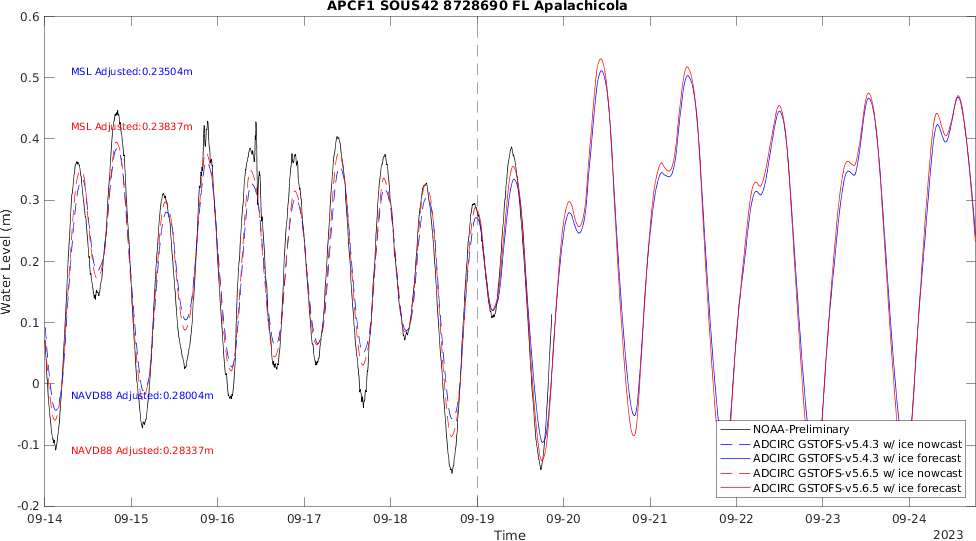 APCF1 SOUS42 8728690 FL Apalachicola
0.6
0.5
0.4
0.3
0.2
0.1
0
-0.1
-0.2
Water Level (m)
MSL Adjusted:0.23504m
MSL Adjusted:0.23837m
NAVD88 Adjusted:0.28004m
NAVD88 Adjusted:0.28337m
NOAA-Preliminary
ADCIRC GSTOFS-v5.4.3 w/ ice nowcast
ADCIRC GSTOFS-v5.4.3 w/ ice forecast
ADCIRC GSTOFS-v5.6.5 w/ ice nowcast
ADCIRC GSTOFS-v5.6.5 w/ ice forecast
09-14 09-15 09-16 09-17 09-18 09-19 09-20 09-21 09-22 09-23 09-24
Time
2023